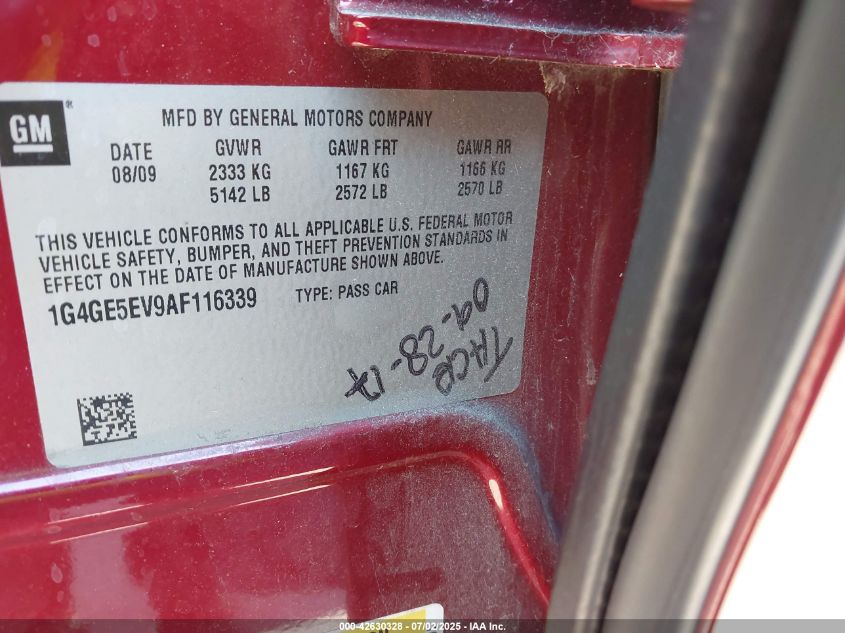 GM®
MFD BY GENERAL MOTORS COMPANY
DATE GVWR GAWR FRT GAWR RR
08/09 2333 KG 1167 KG 1166 KG
5142 LB 2572 LB 2570 LB
THIS VEHICLE CONFORMS TO ALL APPLICABLE U.S. FEDERAL MOTOR
VEHICLE SAFETY, BUMPER, AND THEFT PREVENTION STANDARDS IN
EFFECT ON THE DATE OF MANUFACTURE SHOWN ABOVE.
1G4GE5EV9AF116339 TYPE: PASS CAR
09-28-17
000-42630328 - 07/02/2025 - IAA Inc.